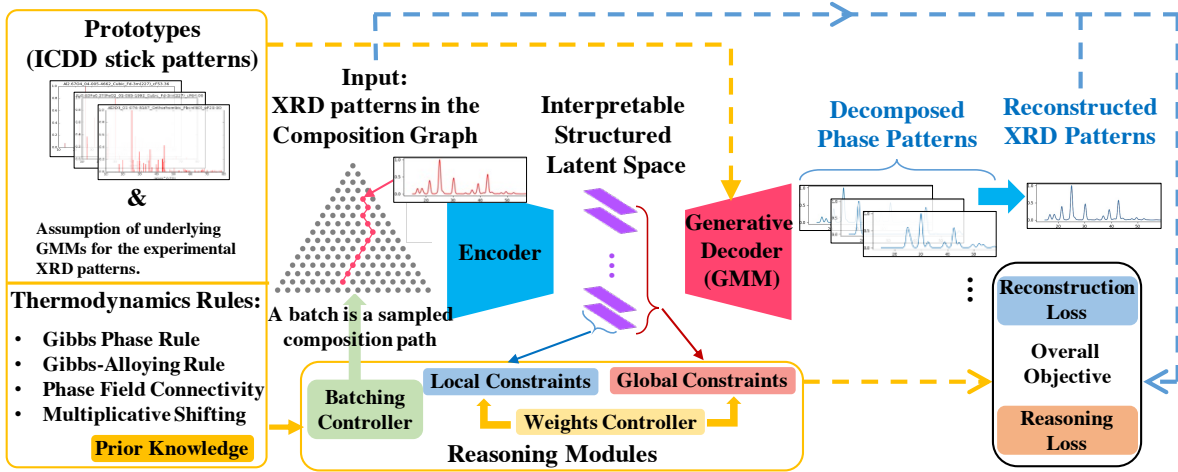 Prototypes
(ICDD stick patterns)
&
Assumption of underlying
GMMs for the experimental
XRD patterns.
Thermodynamics Rules:
• Gibbs Phase Rule
• Gibbs-Alloying Rule
• Phase Field Connectivity
• Multiplicative Shifting
Prior Knowledge
Input:
XRD patterns in the
Composition Graph
A batch is a sampled
composition path
Encoder
Interpretable
Structured
Latent Space
Generative
Decoder
(GMM)
Decomposed
Phase Patterns
Reconstructed
XRD Patterns
Batching
Controller
Local Constraints
Global Constraints
Weights Controller
Reasoning Modules
Reconstruction
Loss
Overall
Objective
Reasoning
Loss